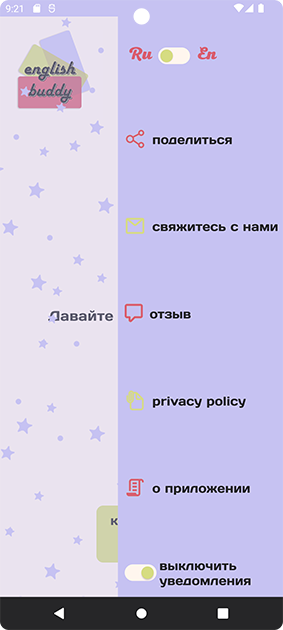 9:21
english
buddy
Ru En
поделиться
свяжитесь с нами
Давайте
отзыв
privacy policy
о приложении
к
выключить
уведомления